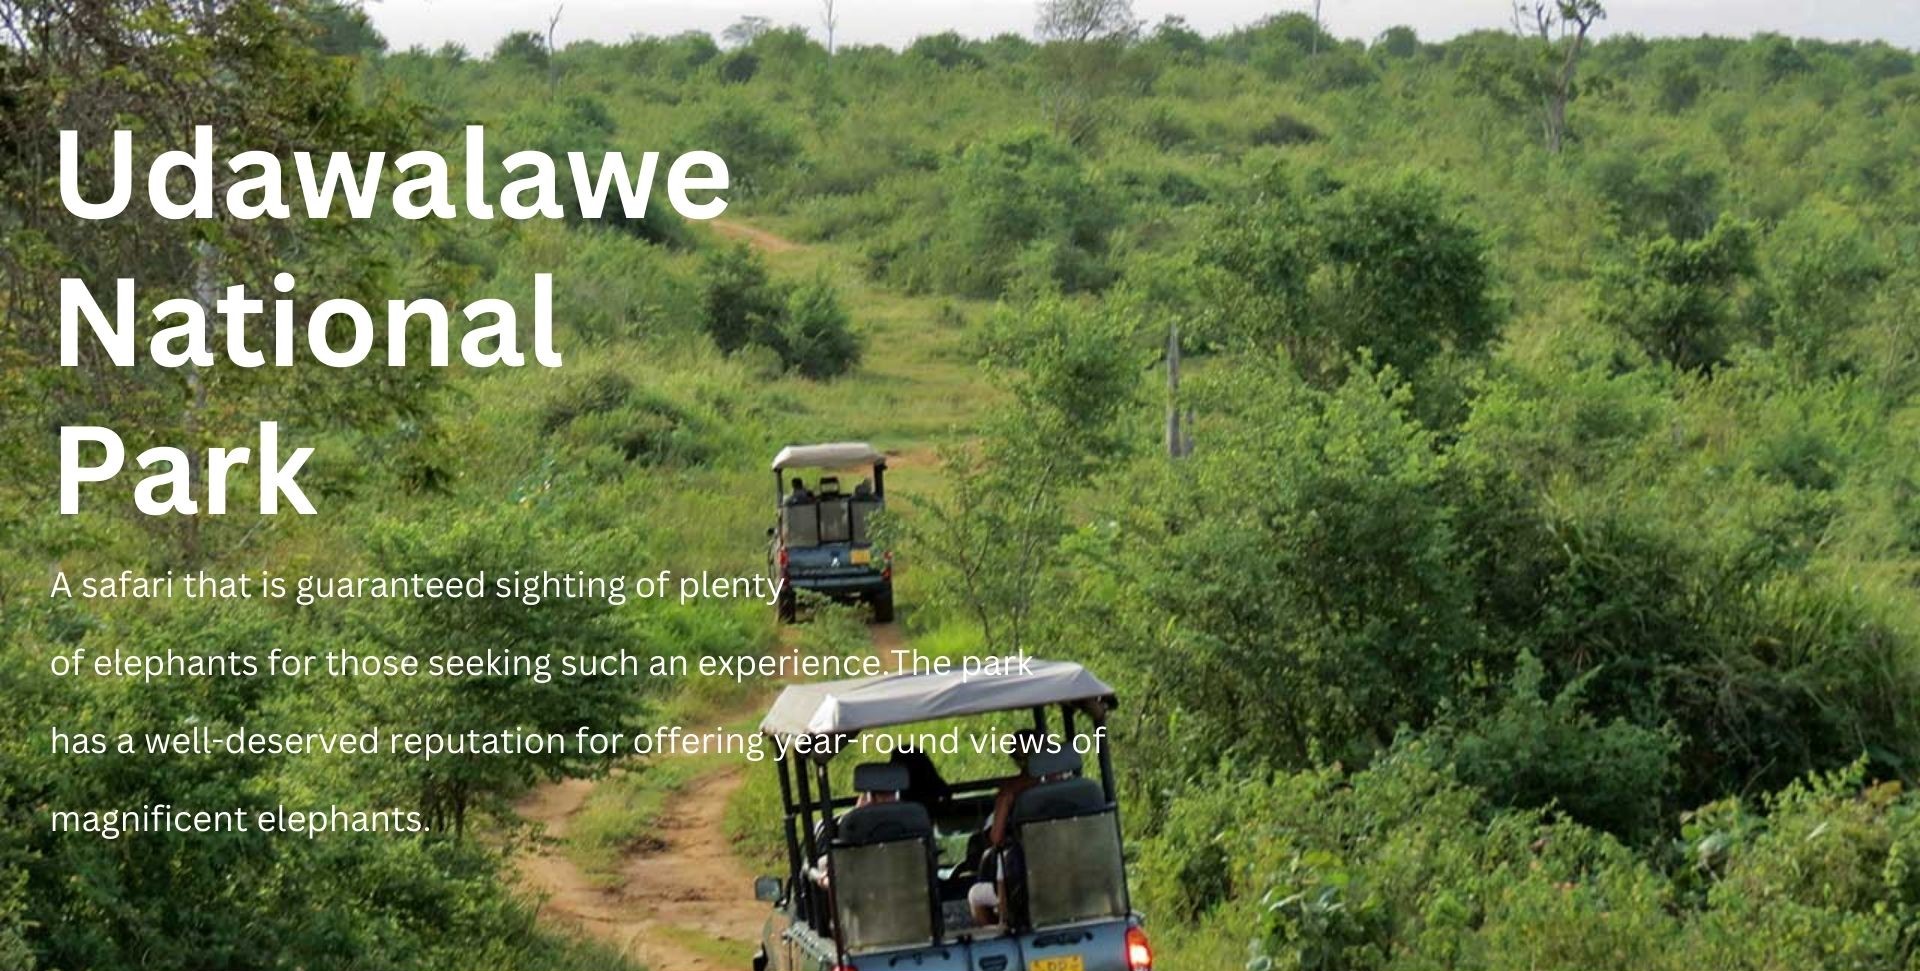 Udawalawe
National
Park
A safari that is guaranteed sighting of plenty
of elephants for those seeking such an experience.The park
has a well-deserved reputation for offering year-round views of
magnificent elephants.